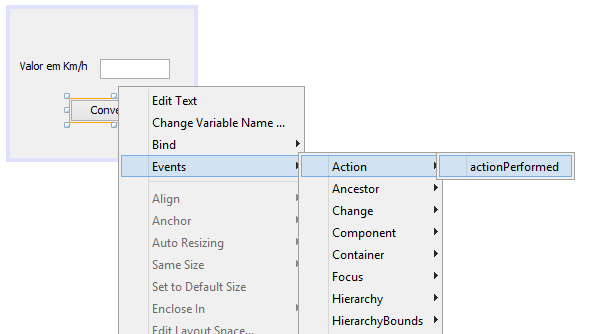 Valor em Km/h
Conve
Edit Text
Change Variable Name ...
Bind
Events
Align
Anchor
Auto Resizing
Same Size
Set to Default Size
Enclose In
Edit Layout Space...
Action
Ancestor
Change
Component
Container
Focus
Hierarchy
HierarchyBounds
actionPerformed